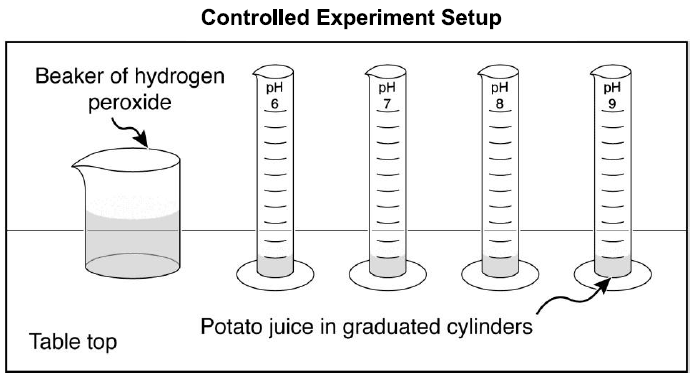 Controlled Experiment Setup
Beaker of hydrogen
peroxide
pH
6
pH
7
pH
8
pH
9
Potato juice in graduated cylinders
Table top